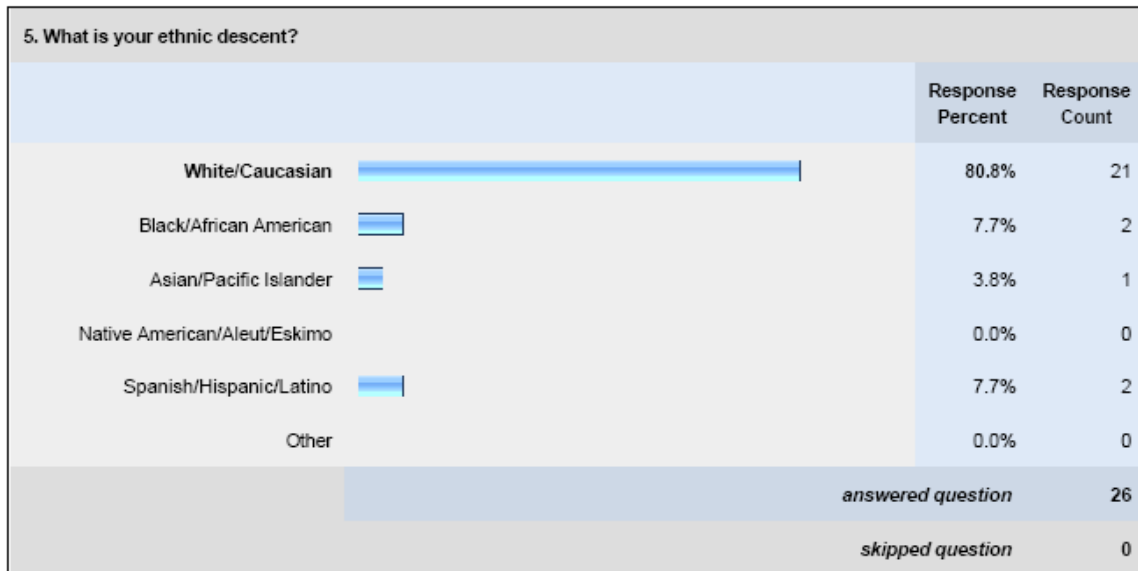 5. What is your ethnic descent?
Response Percent Response Count
White/Caucasian 80.8% 21
Black/African American 7.7% 2
Asian/Pacific Islander 3.8% 1
Native American/Aleut/Eskimo 0.0% 0
Spanish/Hispanic/Latino 7.7% 2
Other 0.0% 0
answered question 26
skipped question 0